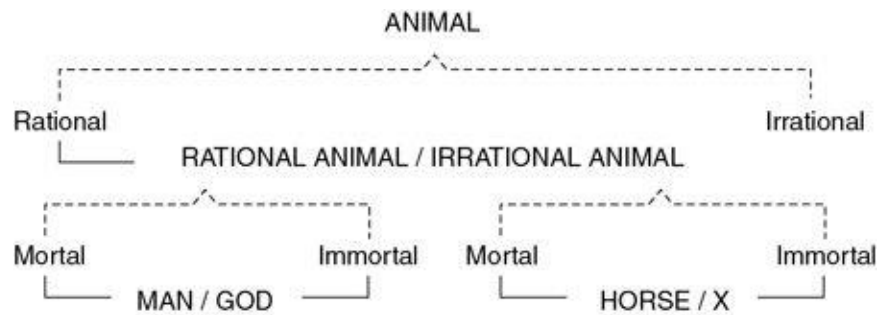 ANIMAL
Rational Irrational
RATIONAL ANIMAL / IRRATIONAL ANIMAL
Mortal Immortal Mortal Immortal
MAN / GOD HORSE / X